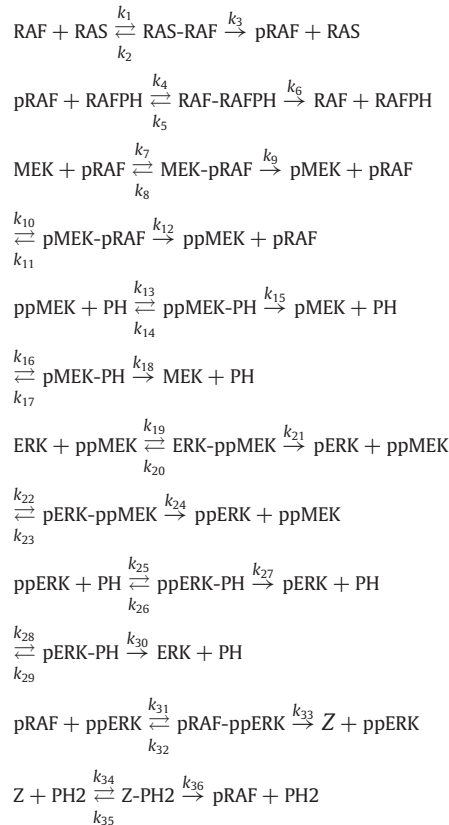 RAF + RAS k₁ ⇌ k₂ RAS-RAF k₃ → pRAF + RAS
pRAF + RAFPH k₄ ⇌ k₅ RAF-RAFPH k₆ → RAF + RAFPH
MEK + pRAF k₇ ⇌ k₈ MEK-pRAF k₉ → pMEK + pRAF
k₁₀ ⇌ k₁₁ pMEK-pRAF k₁₂ → ppMEK + pRAF
ppMEK + PH k₁₃ ⇌ k₁₄ ppMEK-PH k₁₅ → pMEK + PH
k₁₆ ⇌ k₁₇ pMEK-PH k₁₈ → MEK + PH
ERK + ppMEK k₁₉ ⇌ k₂₀ ERK-ppMEK k₂₁ → pERK + ppMEK
k₂₂ ⇌ k₂₃ pERK-ppMEK k₂₄ → ppERK + ppMEK
ppERK + PH k₂₅ ⇌ k₂₆ ppERK-PH k₂₇ → pERK + PH
k₂₈ ⇌ k₂₉ pERK-PH k₃₀ → ERK + PH
pRAF + ppERK k₃₁ ⇌ k₃₂ pRAF-ppERK k₃₃ → Z + ppERK
Z + PH2 k₃₄ ⇌ k₃₅ Z-PH2 k₃₆ → pRAF + PH2